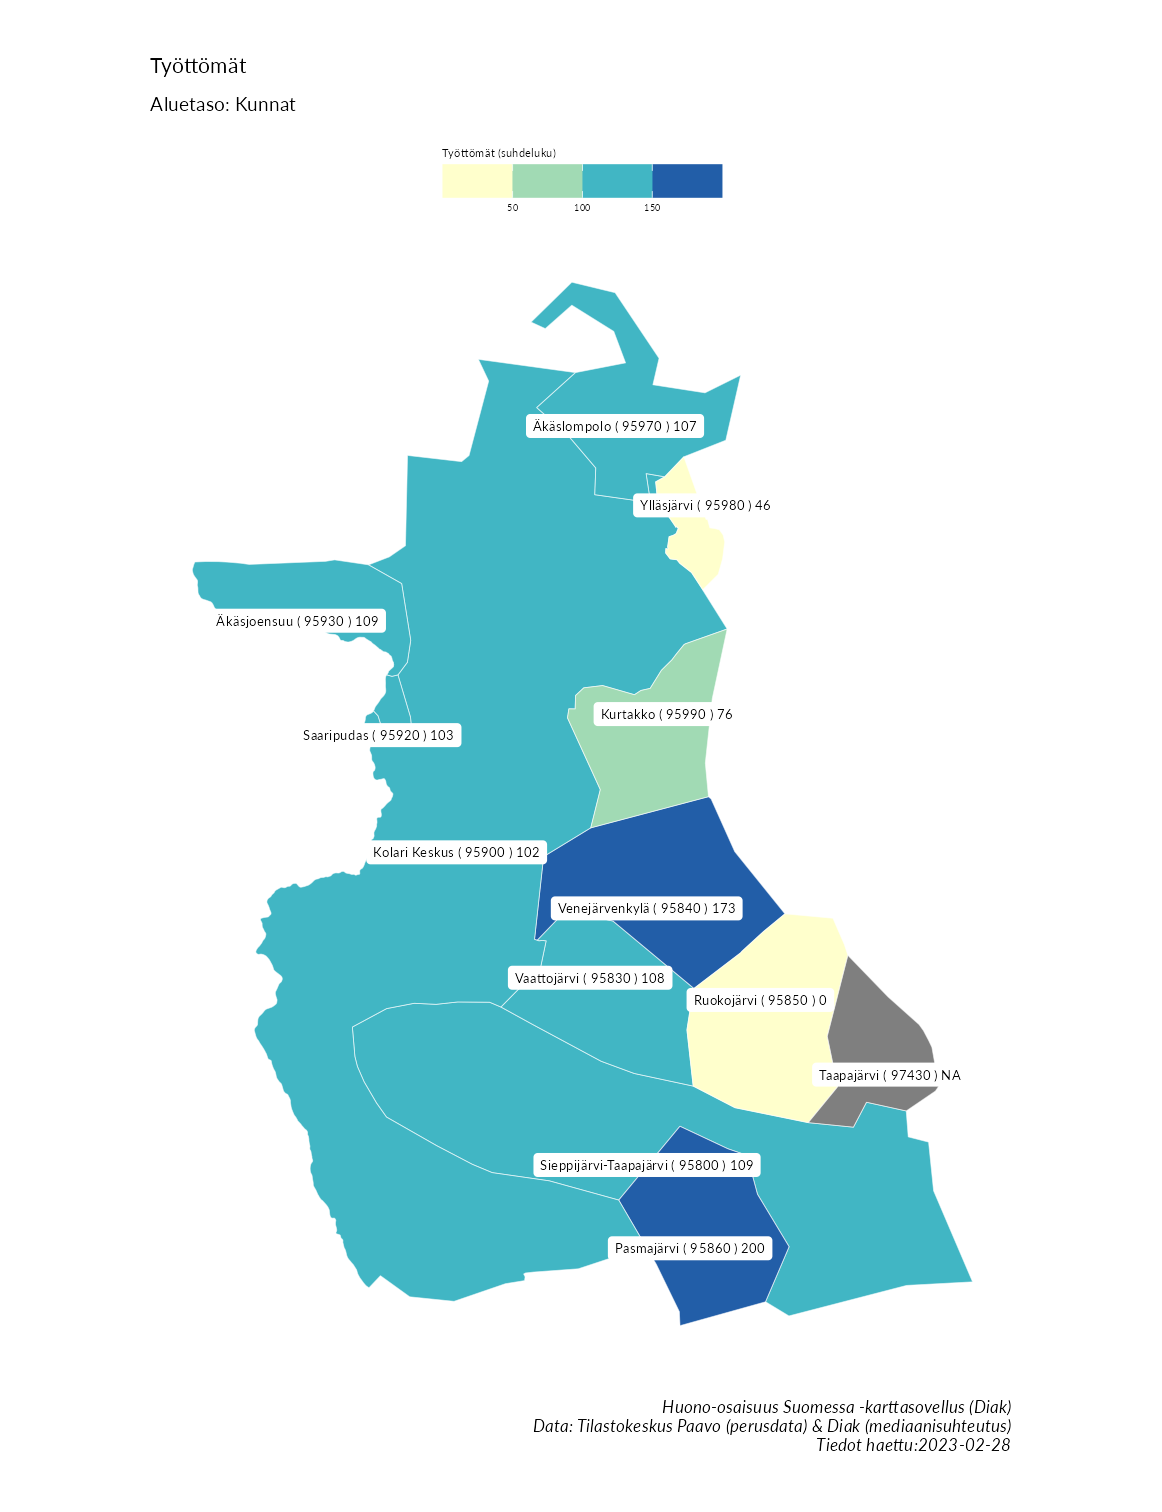 Työttömät
Aluetaso: Kunnat
Työttömät (suhdeluku)
50 100 150
Äkäslompolo ( 95970 ) 107
Ylläsjärvi ( 95980 ) 46
Äkäsjoensuu ( 95930 ) 109
Kurtakko ( 95990 ) 76
Saaripudas ( 95920 ) 103
Kolari Keskus ( 95900 ) 102
Venejärvenkylä ( 95840 ) 173
Vaattojärvi ( 95830 ) 108
Ruokojärvi ( 95850 ) 0
Taapajärvi ( 97430 ) NA
Sieppijärvi-Taapajärvi ( 95800 ) 109
Pasmajärvi ( 95860 ) 200
Huono-osaisuus Suomessa -karttasovellus (Diak)
Data: Tilastokeskus Paavo (perusdata) & Diak (mediaanisuhteutus)
Tiedot haettu:2023-02-28